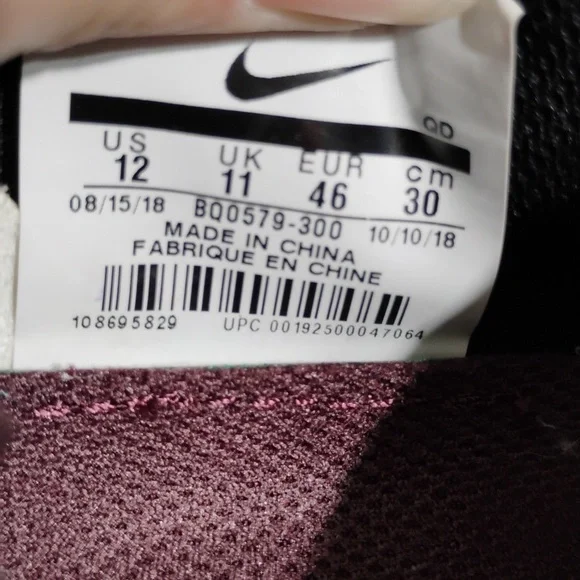 QD
US UK EUR cm
12 11 46 30
08/15/18 BQ0579-300 10/10/18
MADE IN CHINA
FABRIQUE EN CHINE
108695829 UPC 00192500047064